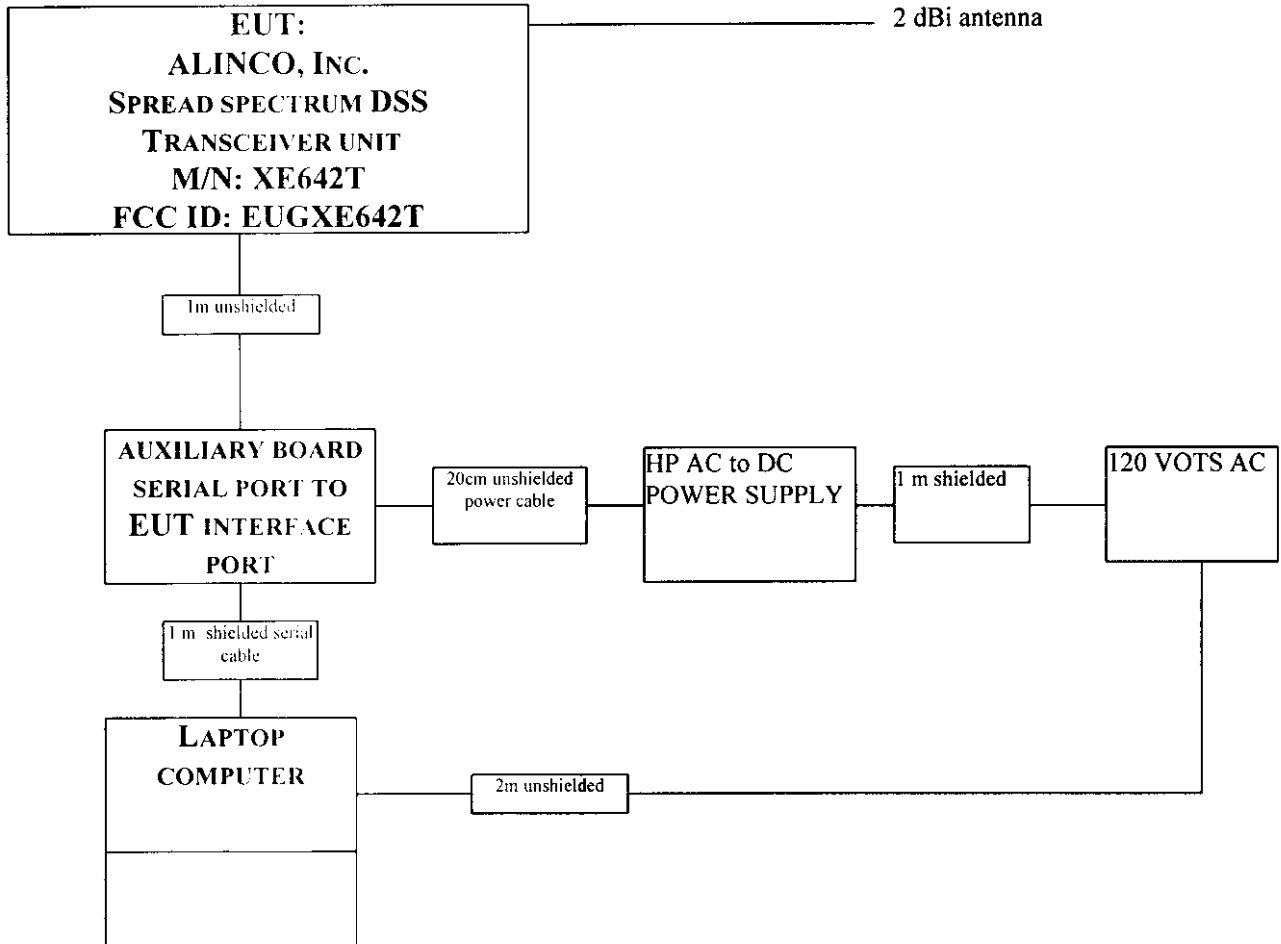 EUT:
2 dBi antenna
ALINCO, INC.
SPREAD SPECTRUM DSS
TRANSCEIVER UNIT
M/N: XE642T
FCC ID: EUGXE642T
1m unshielded
AUXILIARY BOARD
SERIAL PORT TO
EUT INTERFACE
PORT
20cm unshielded
power cable
HP AC to DC
POWER SUPPLY
1 m shielded
120 VOTS AC
1 m shielded serial
cable
LAPTOP
COMPUTER
2m unshielded